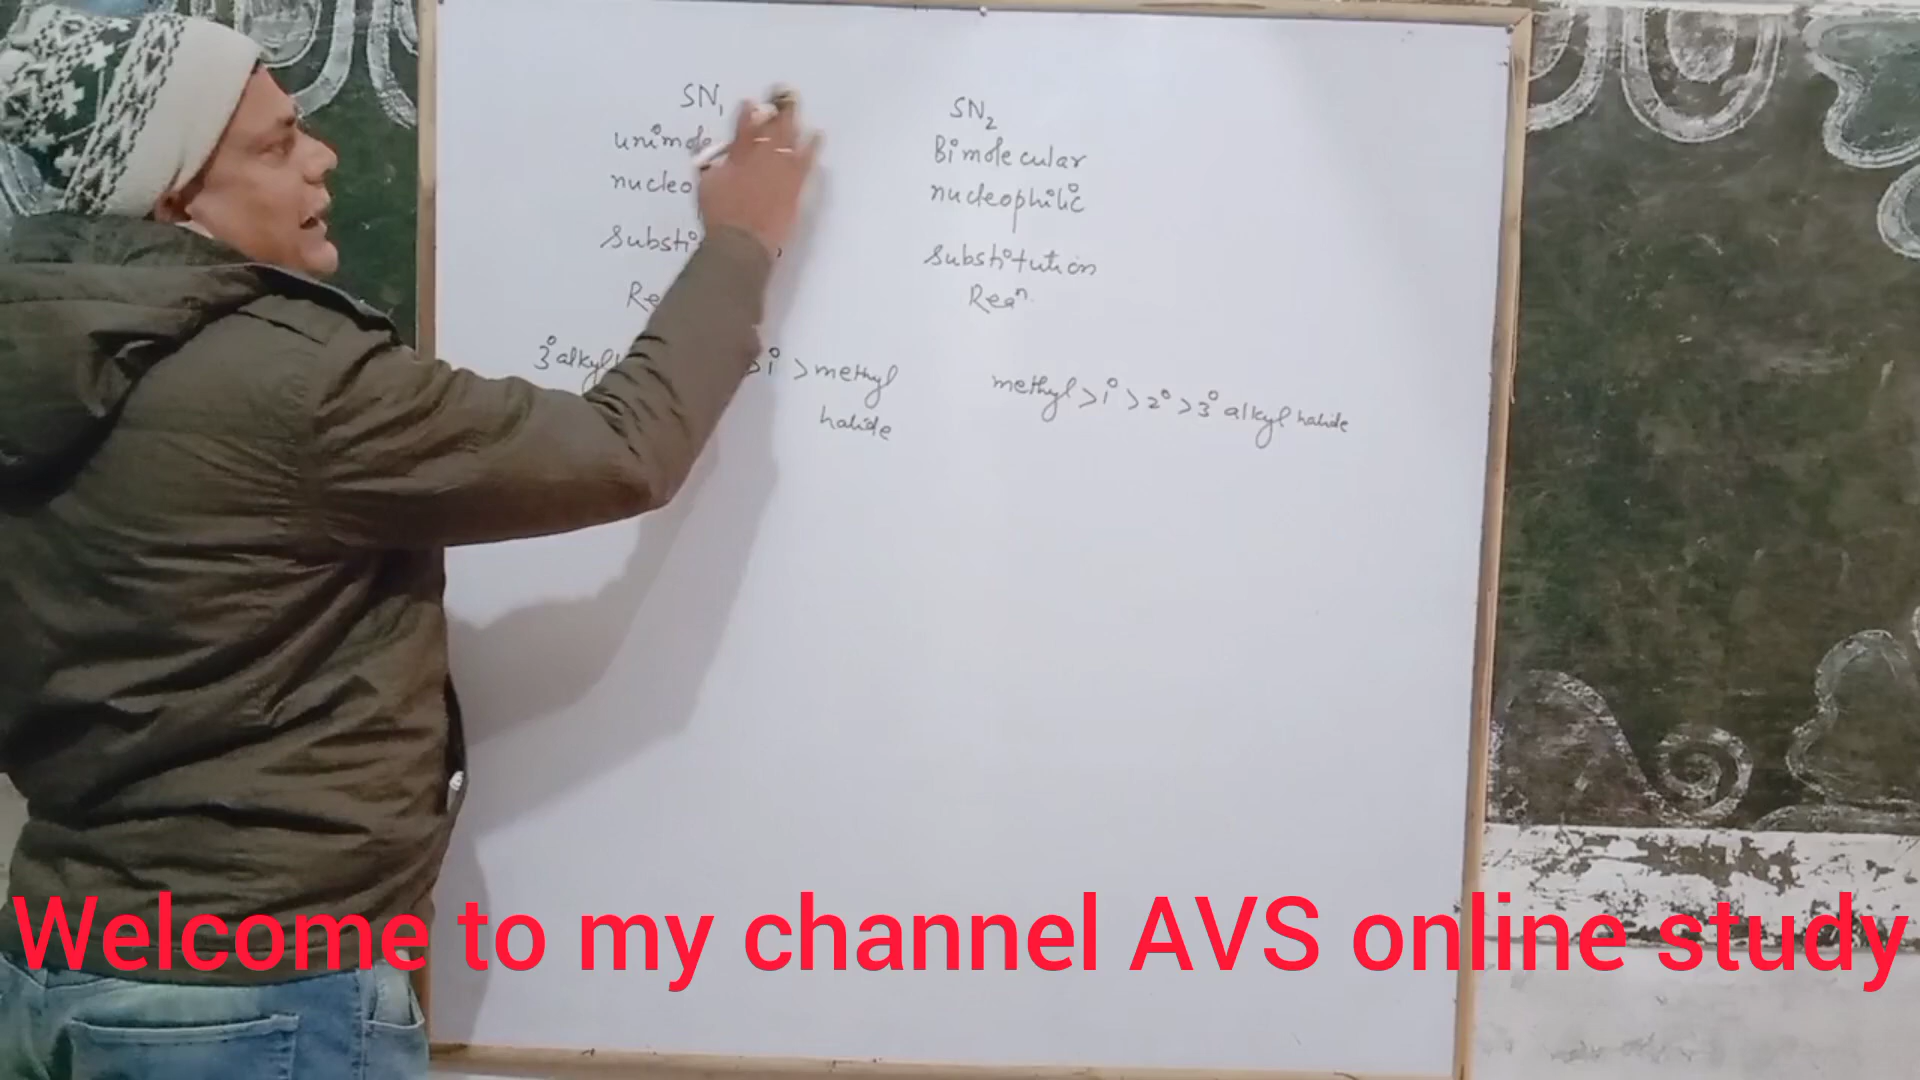 SN1
unimole
nucleo
substi
Re
3° alkyl >1° > methyl
halide
SN2
Bimolecular
nucleophilic
substitution
Reaⁿ.
methyl >1° >2° >3° alkyl halide
Welcome to my channel AVS online study